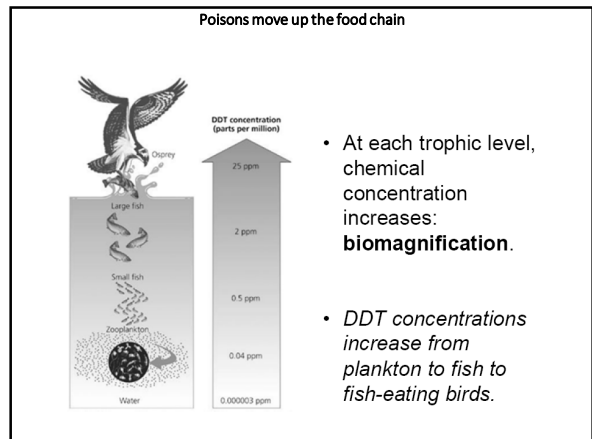 Poisons move up the food chain
DDT concentration
(parts per million)
Osprey
25 ppm
Large fish
2 ppm
Small fish
0.5 ppm
Zooplankton
0.04 ppm
Water
0.000003 ppm
• At each trophic level,
chemical
concentration
increases:
biomagnification.
• DDT concentrations
increase from
plankton to fish to
fish-eating birds.